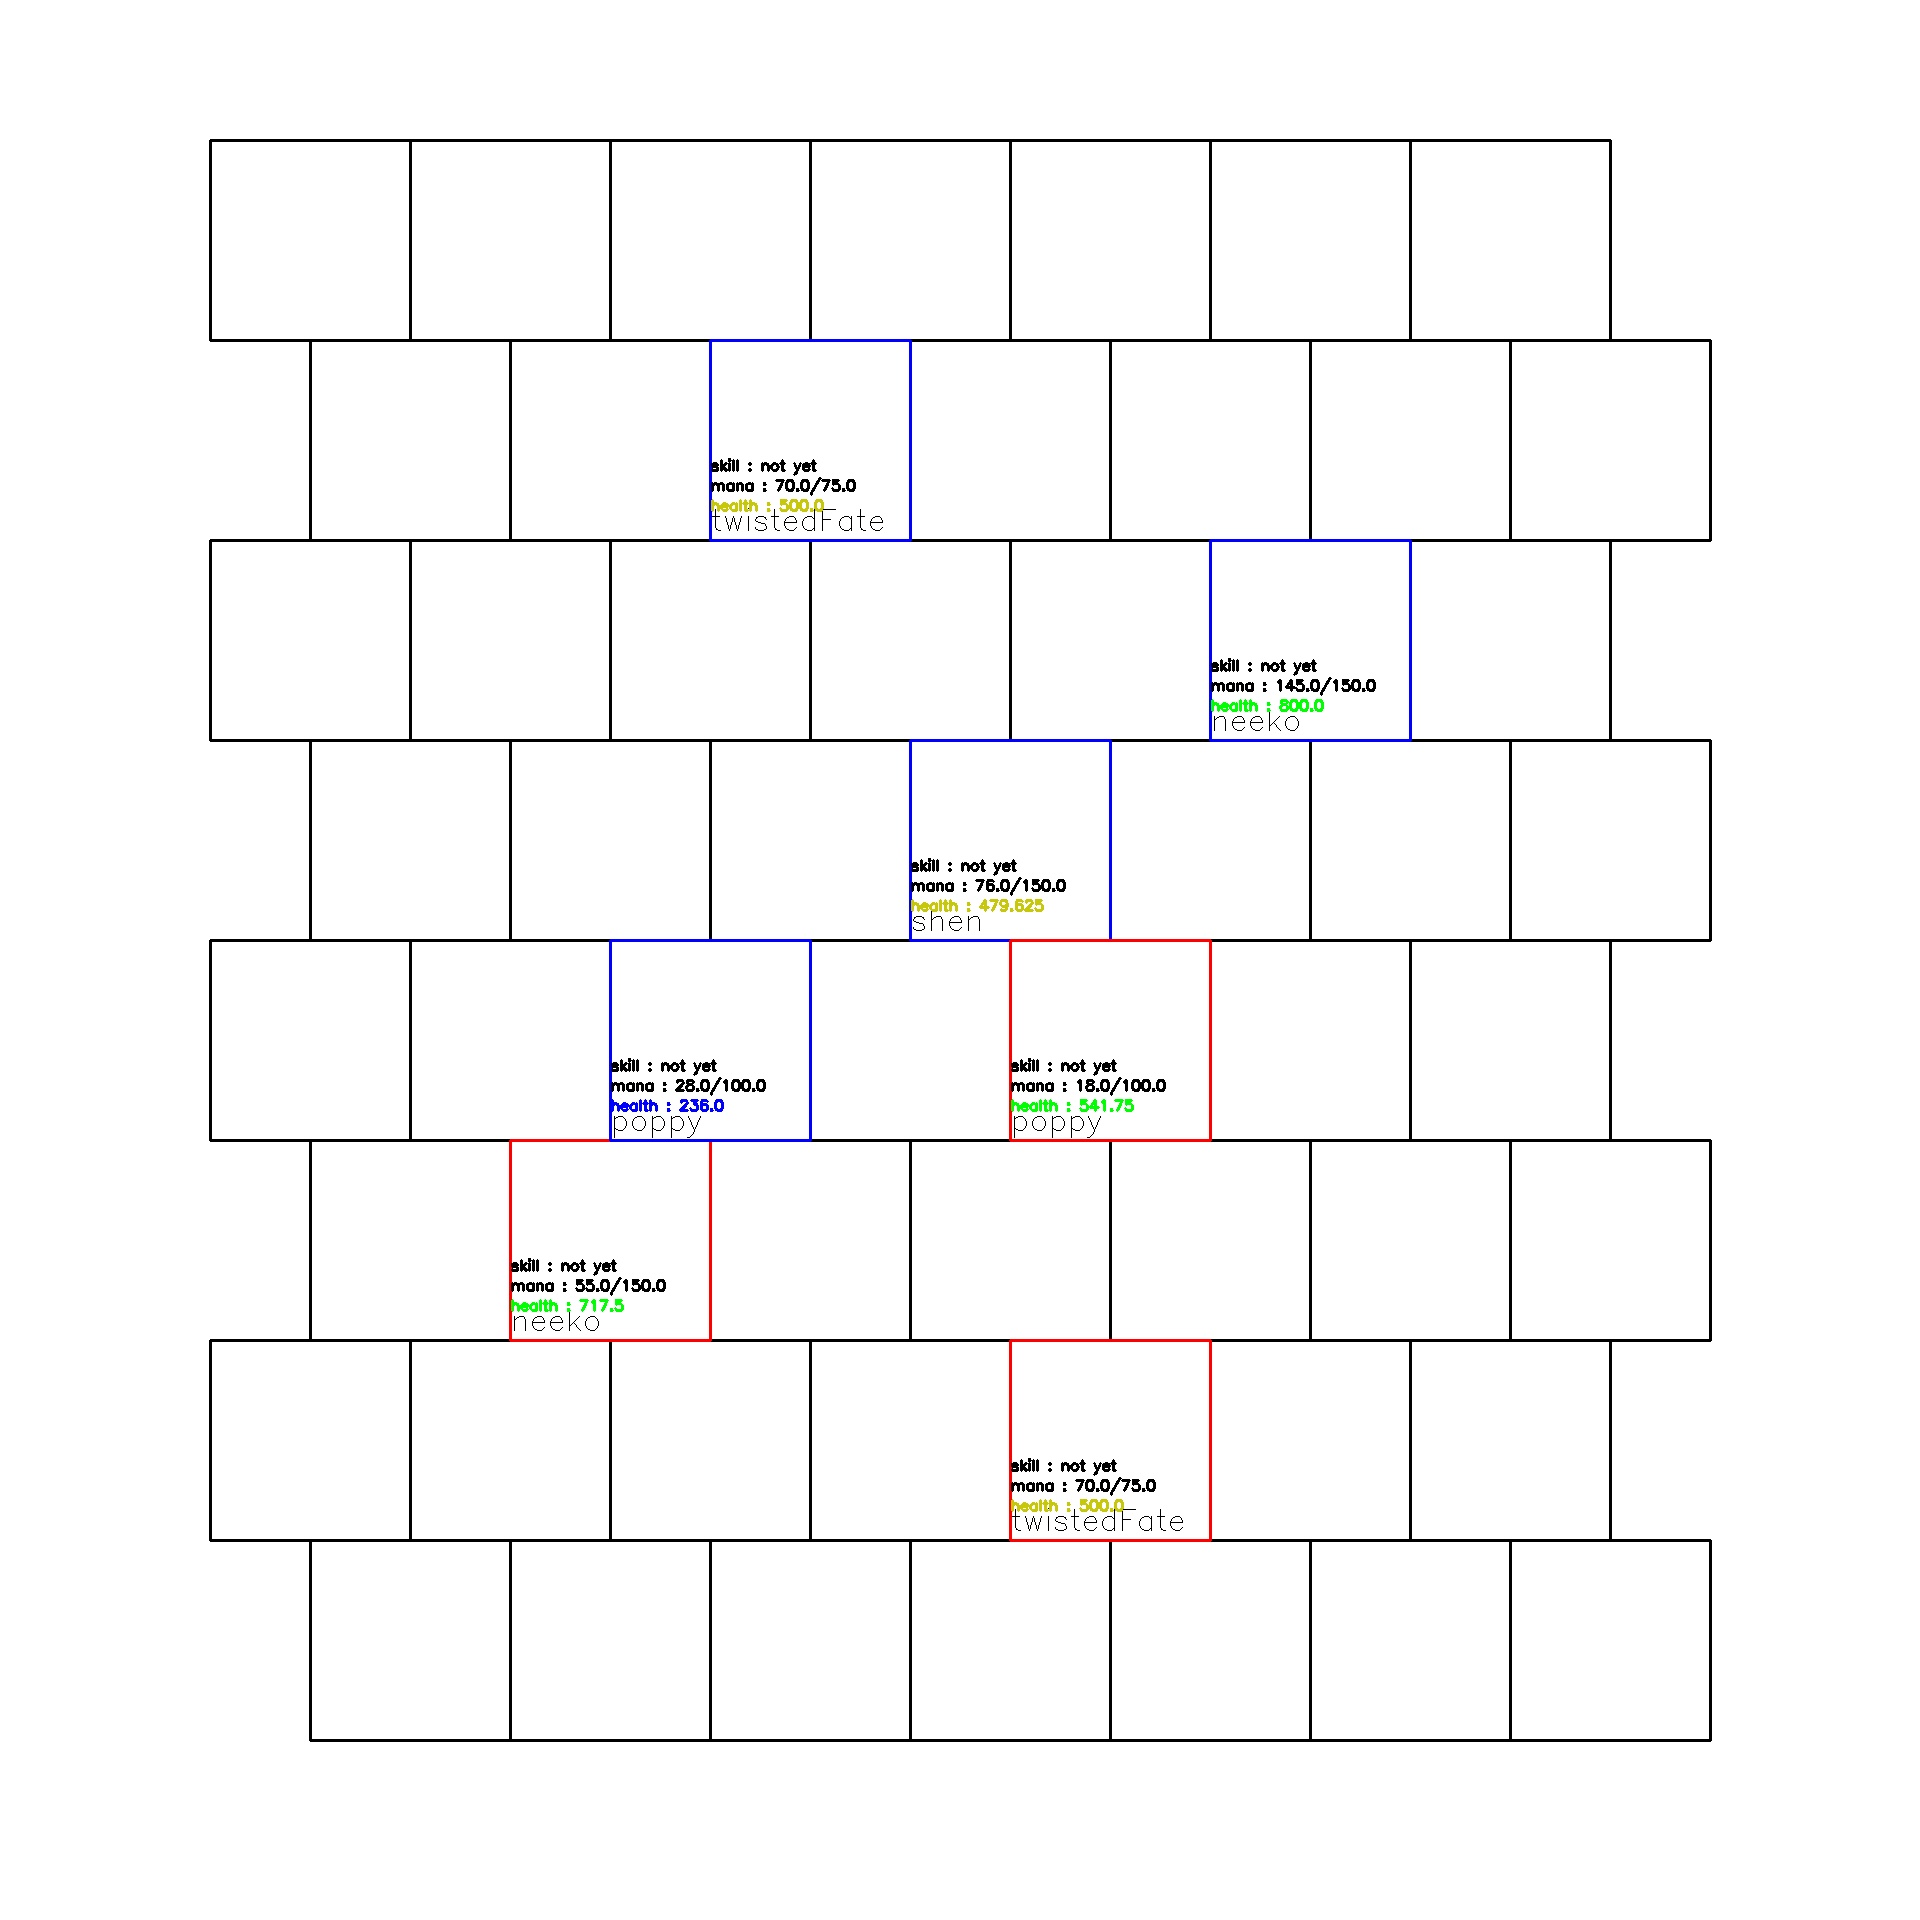 skill : not yet
mana : 70.0/75.0
health : 500.0
twistedFate
skill : not yet
mana : 145.0/150.0
health : 800.0
neeko
skill : not yet
mana : 76.0/150.0
health : 479.625
shen
skill : not yet
mana : 28.0/100.0
health : 236.0
poppy
skill : not yet
mana : 18.0/100.0
health : 541.75
poppy
skill : not yet
mana : 55.0/150.0
health : 717.5
neeko
skill : not yet
mana : 70.0/75.0
health : 500.0
twistedFate